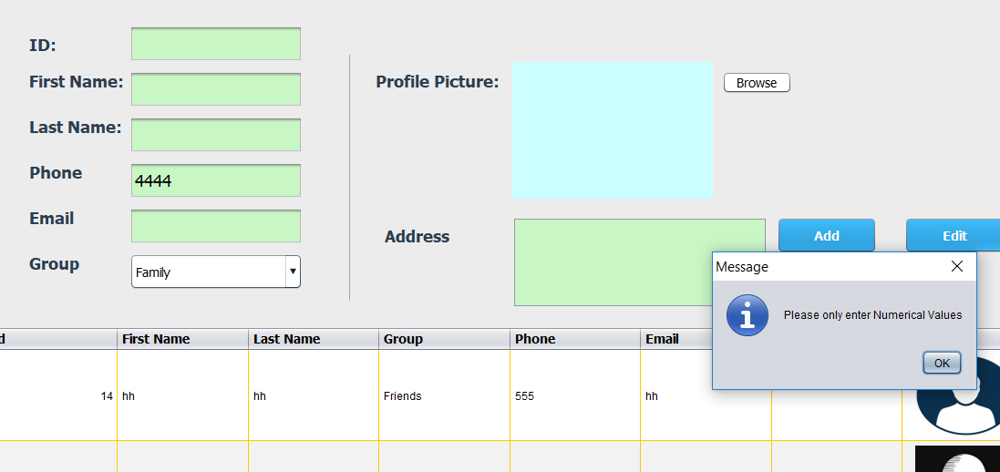 ID:
First Name:
Last Name:
Phone
4444
Email
Group
Family
Profile Picture:
Browse
Address
Add
Edit
Message
Please only enter Numerical Values
OK
d First Name Last Name Group Phone Email
14 hh hh Friends 555 hh